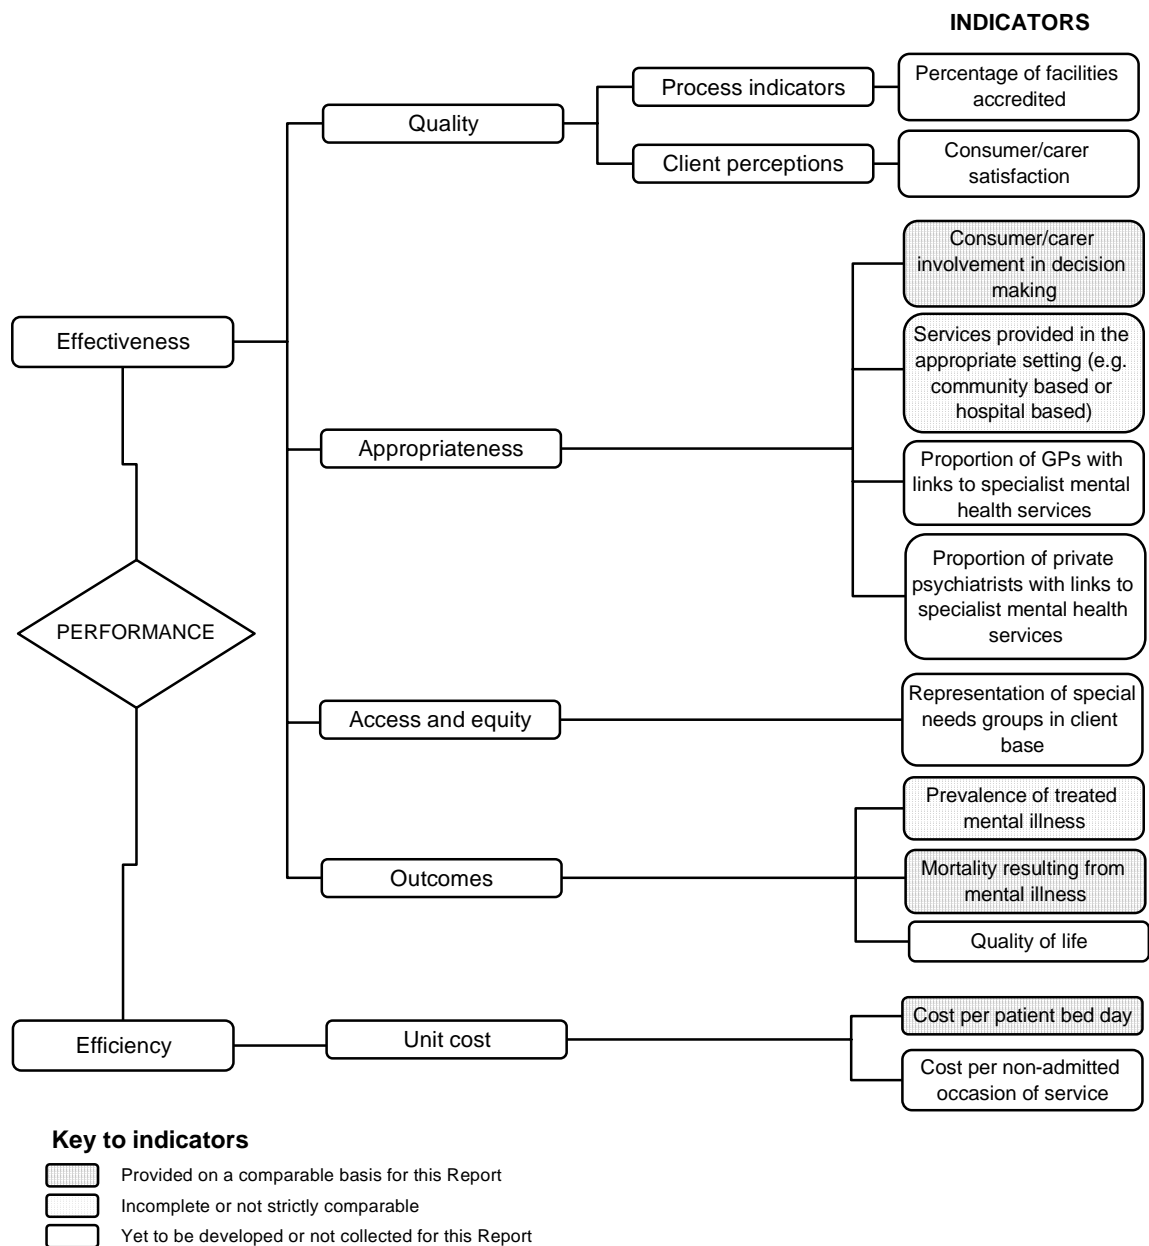 INDICATORS
Process indicators
Percentage of facilities
accredited
Quality
Client perceptions
Consumer/carer
satisfaction
Consumer/carer
involvement in decision
making
Effectiveness
Services provided in the
appropriate setting (e.g.
community based or
hospital based)
Appropriateness
Proportion of GPs with
links to specialist mental
health services
Proportion of private
psychiatrists with links to
specialist mental health
services
PERFORMANCE
Access and equity
Representation of special
needs groups in client
base
Prevalence of treated
mental illness
Outcomes
Mortality resulting from
mental illness
Quality of life
Efficiency
Unit cost
Cost per patient bed day
Cost per non-admitted
occasion of service
Key to indicators
Provided on a comparable basis for this Report
Incomplete or not strictly comparable
Yet to be developed or not collected for this Report